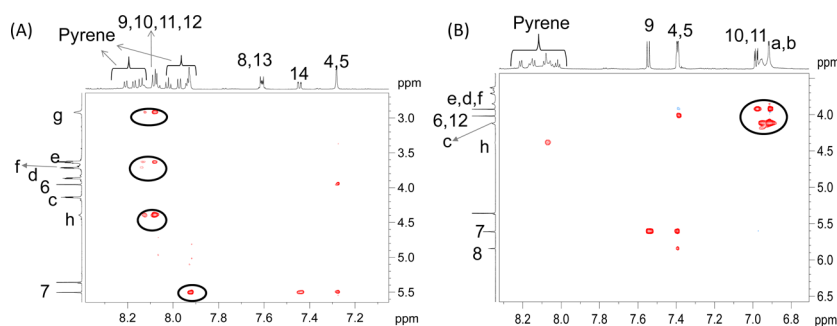 (A)
9,10,11,12
Pyrene
8,13
14
4,5
ppm
g
e
f
d
6
c
h
7
3.0
3.5
4.0
4.5
5.0
5.5
8.2 8.0 7.8 7.6 7.4 7.2 ppm
(B)
Pyrene
9
4,5
10,11
a,b
ppm
e,d,f
6,12
c
h
7
8
4.0
4.5
5.0
5.5
6.0
6.5
8.2 8.0 7.8 7.6 7.4 7.2 7.0 6.8 ppm